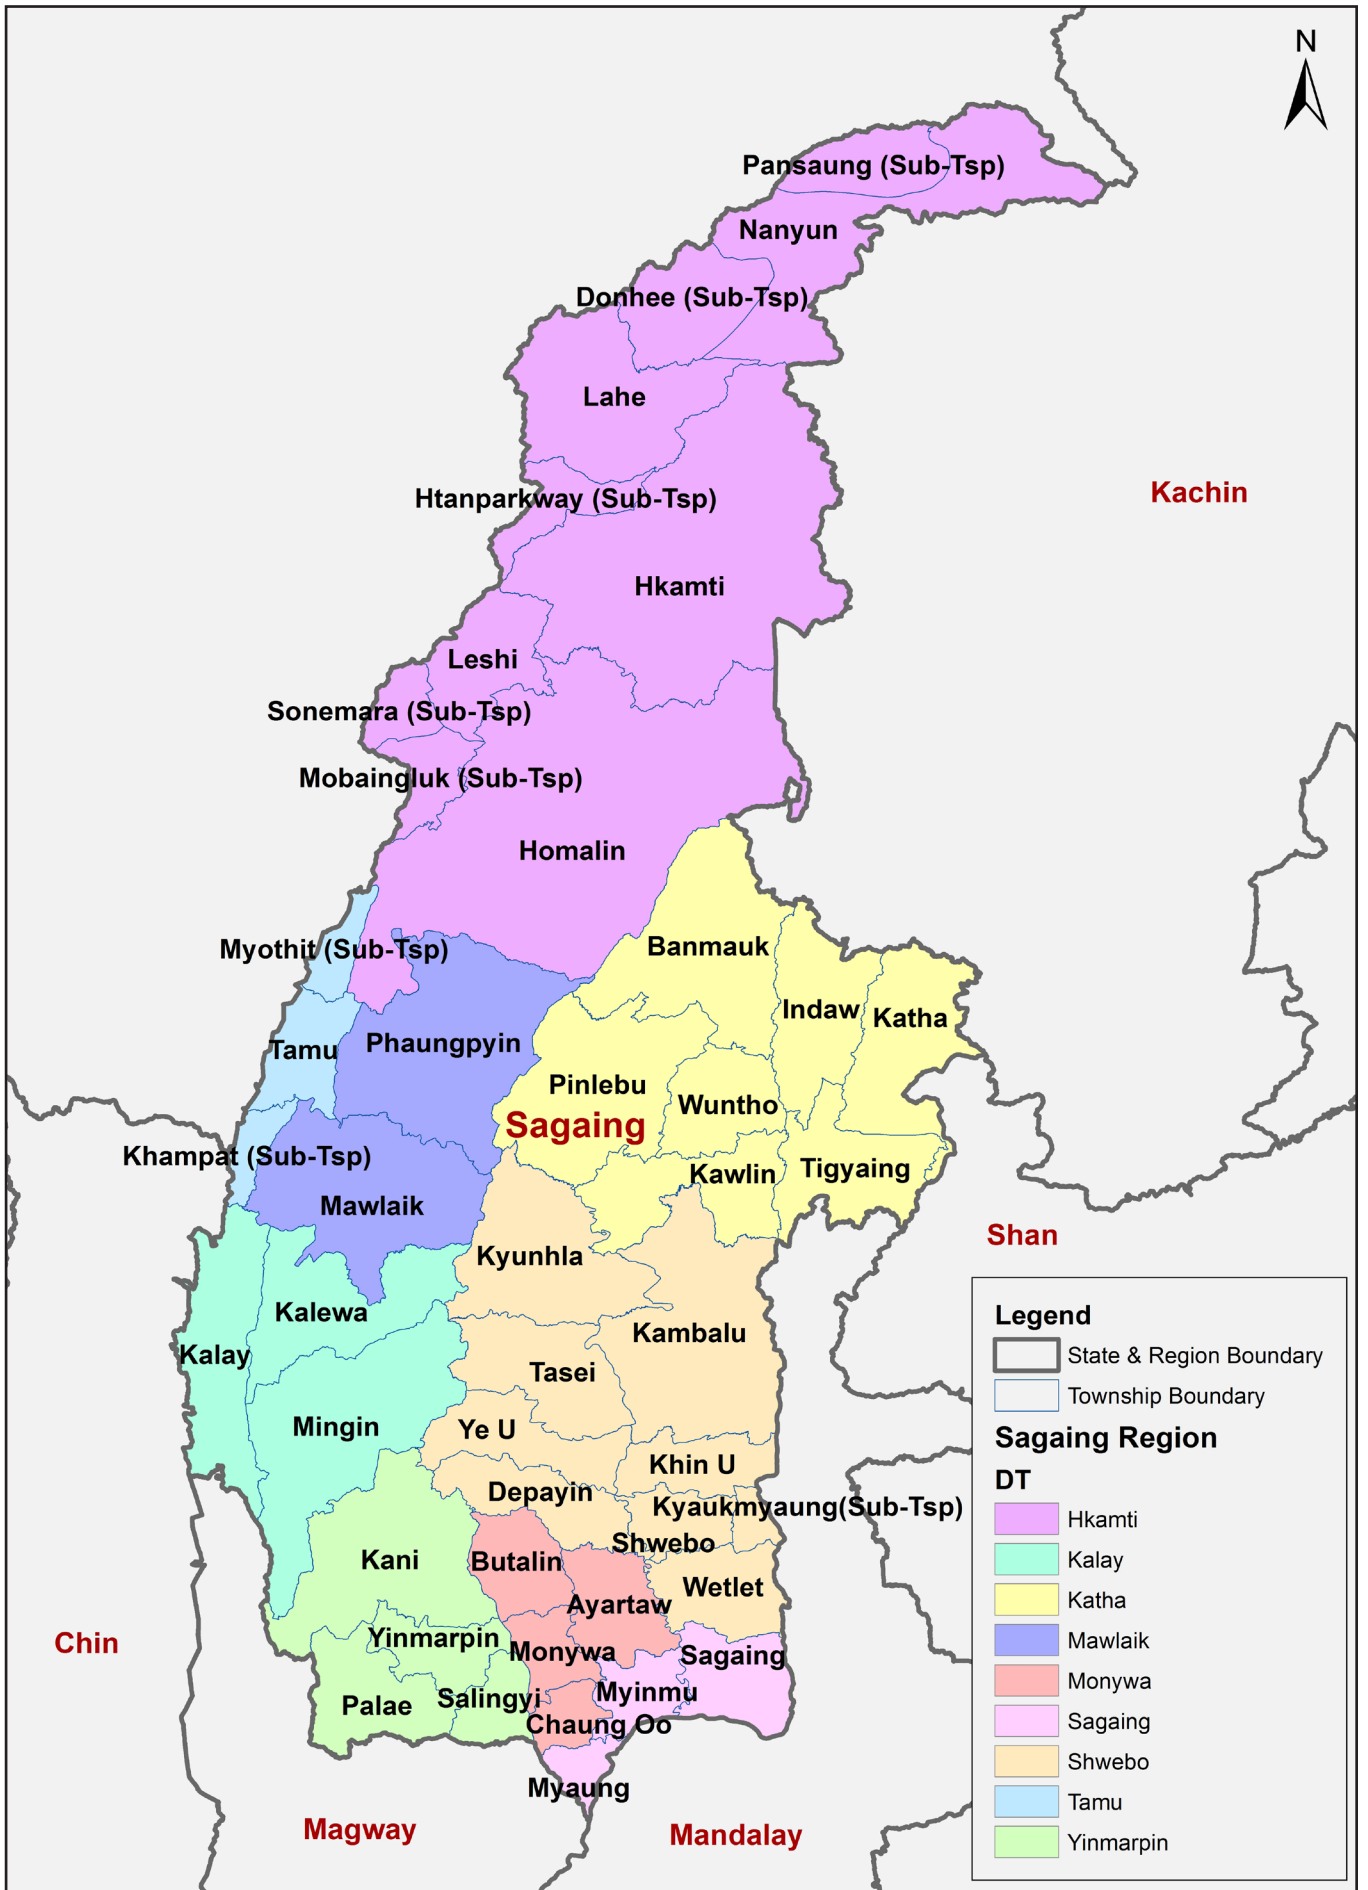 N
Pansaung (Sub-Tsp)
Nanyun
Donhee (Sub-Tsp)
Lahe
Kachin
Htanparkway (Sub-Tsp)
Hkamti
Leshi
Sonemara (Sub-Tsp)
Mobaingluk (Sub-Tsp)
Homalin
Myothit (Sub-Tsp)
Banmauk
Indaw
Katha
Tamu
Phaungpyin
Pinlebu
Wuntho
Sagaing
Khampat (Sub-Tsp)
Kawlin
Tigyaing
Mawlaik
Shan
Kyunhla
Kalewa
Kambalu
Kalay
Tasei
Mingin
Ye U
Khin U
Depayin
Kyaukmyaung(Sub-Tsp)
Shwebo
Kani
Butalin
Wetlet
Ayartaw
Chin
Yinmarpin
Monywa
Sagaing
Palae
Salingyi
Myinmu
Chaung Oo
Myaung
Magway
Mandalay
Legend
State & Region Boundary
Township Boundary
Sagaing Region
DT
Hkamti
Kalay
Katha
Mawlaik
Monywa
Sagaing
Shwebo
Tamu
Yinmarpin